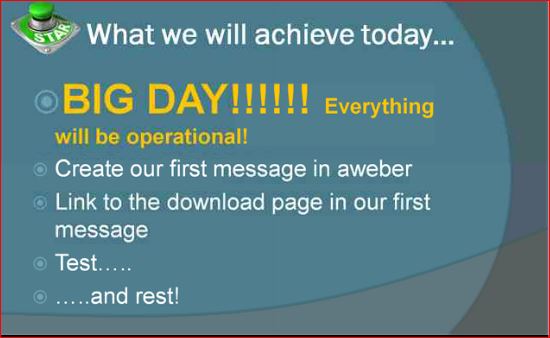 STAR
What we will achieve today...
BIG DAY!!!!!! Everything
will be operational!
Create our first message in aweber
Link to the download page in our first
message
Test…..
…..and rest!